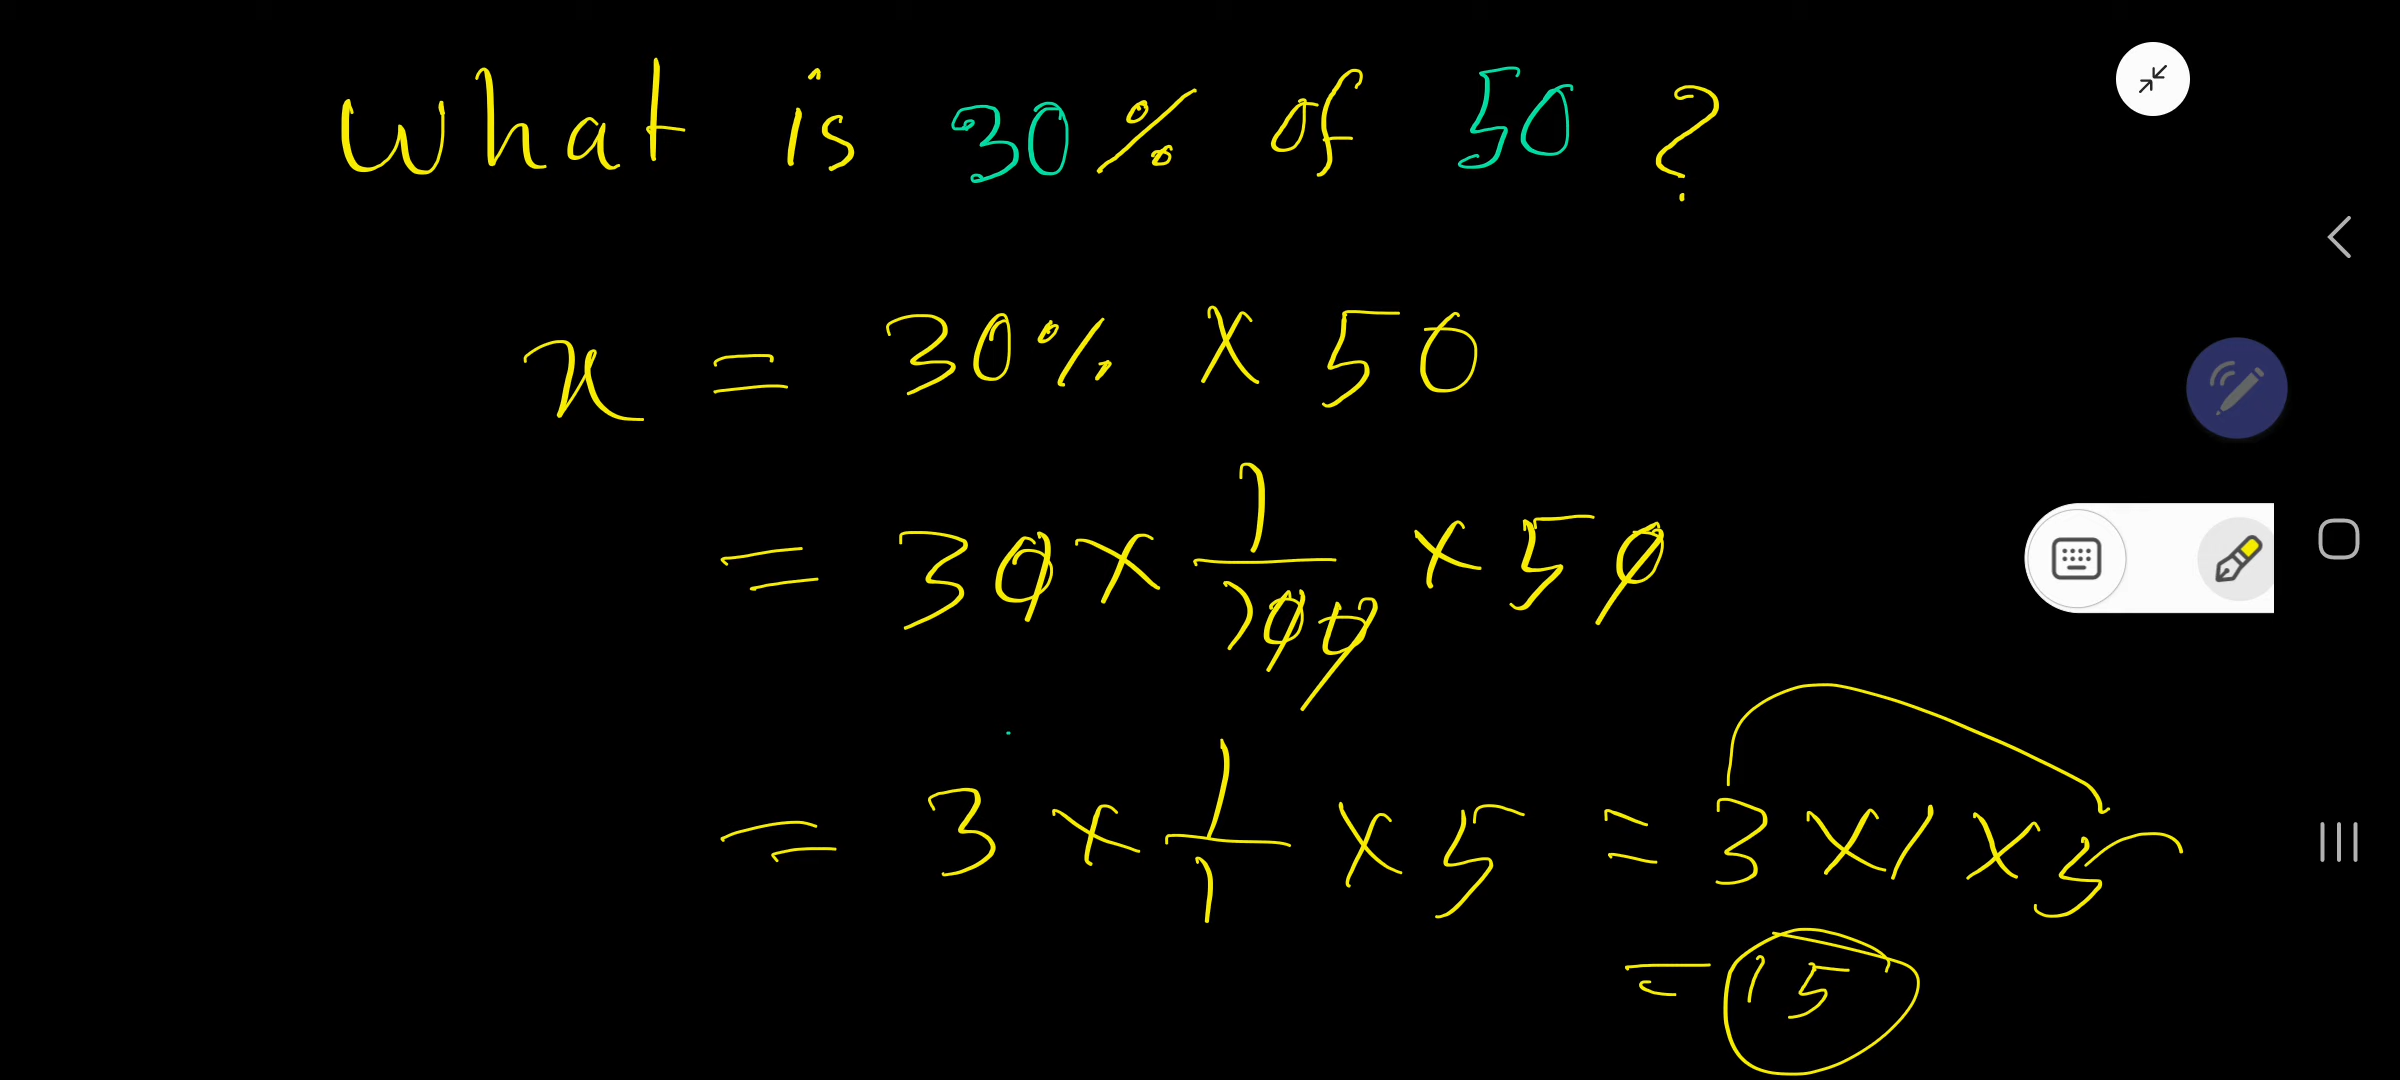 What is 30% of 50?
x = 30% × 50
= 30 × 1/100 × 50
= 3 × 1/1 × 5 = 3 × 1 × 5
= 15